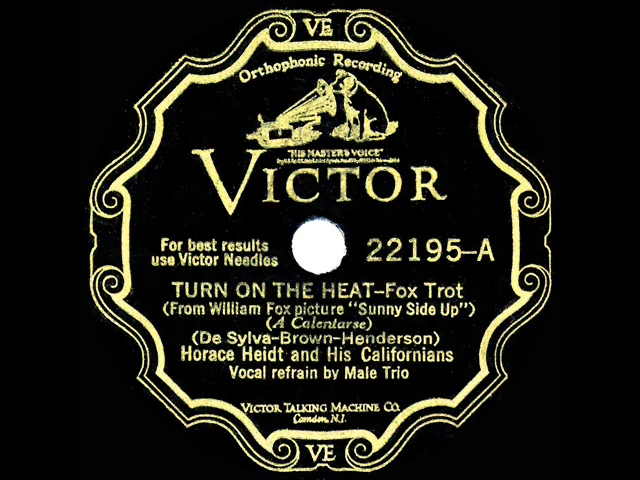 VE
Orthophonic Recording
"HIS MASTER'S VOICE"
VICTOR
For best results
use Victor Needles
22195-A
TURN ON THE HEAT-Fox Trot
(From William Fox picture "Sunny Side Up")
(A Calentarse)
(De Sylva-Brown-Henderson)
Horace Heidt and His Californians
Vocal refrain by Male Trio
VICTOR TALKING MACHINE CO.
Camden, N.J.
VE